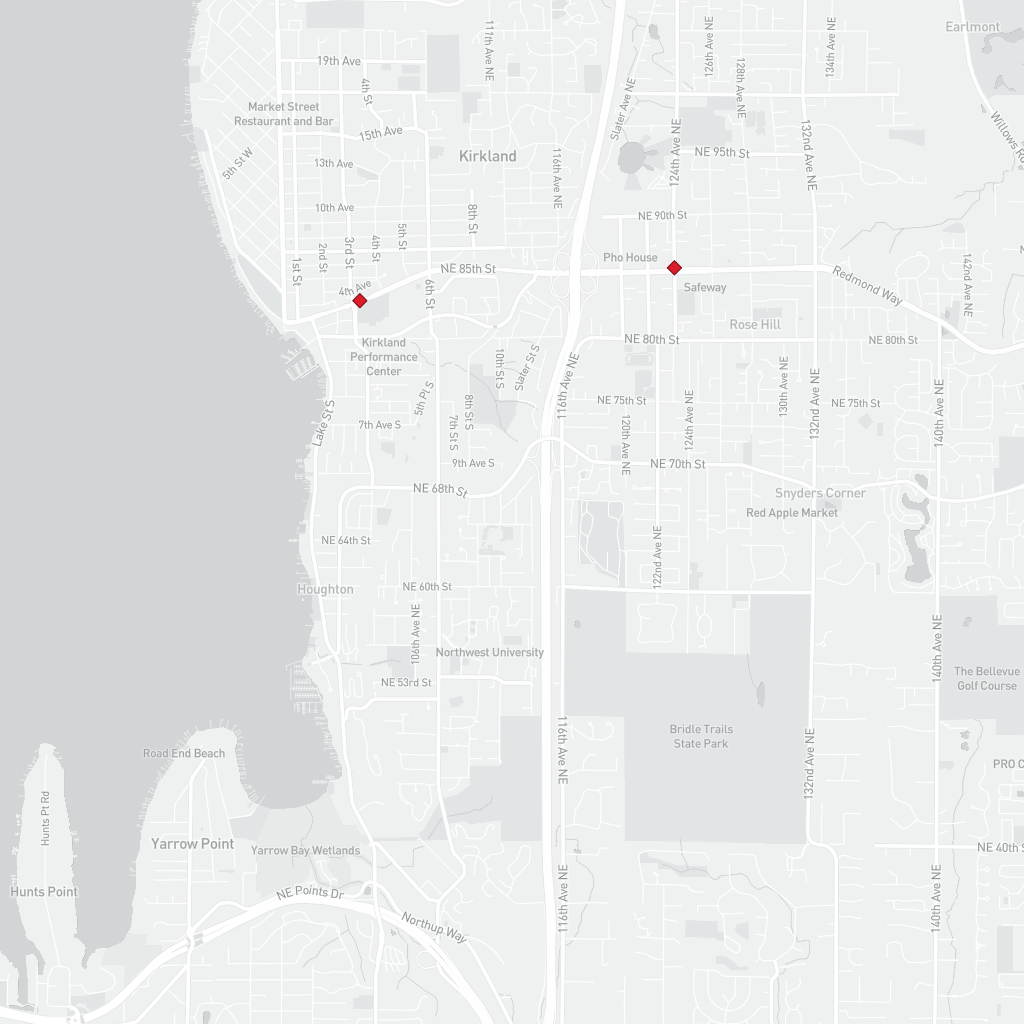 Earlmont
19th Ave
111th Ave NE
126th Ave NE
134th Ave NE
128th Ave NE
4th St
Slater Ave NE
Market Street
Restaurant and Bar
15th Ave
Willows Rd
Kirkland
124th Ave NE
132nd Ave NE
NE 95th St
5th St W
13th Ave
116th Ave NE
10th Ave
8th St
NE 90th St
5th St
4th St
3rd St
2nd St
1st St
Pho House
NE 85th St
142nd Ave NE
4th Ave
6th St
Redmond Way
Safeway
Rose Hill
NE 80th St
NE 80th St
Kirkland
Performance
Center
10th St S
Slater St S
116th Ave NE
130th Ave NE
132nd Ave NE
5th Pl S
8th St S
NE 75th St
NE 75th St
124th Ave NE
140th Ave NE
Lake St S
7th Ave S
7th St S
120th Ave NE
9th Ave S
NE 70th St
NE 68th St
Snyders Corner
Red Apple Market
NE 64th St
122nd Ave NE
Houghton
NE 60th St
106th Ave NE
140th Ave NE
Northwest University
The Bellevue
Golf Course
NE 53rd St
Bridle Trails
State Park
116th Ave NE
132nd Ave NE
Road End Beach
PRO C
Hunts Pt Rd
Yarrow Point
Yarrow Bay Wetlands
NE 40th S
Hunts Point
NE Points Dr
116th Ave NE
140th Ave NE
Northup Way